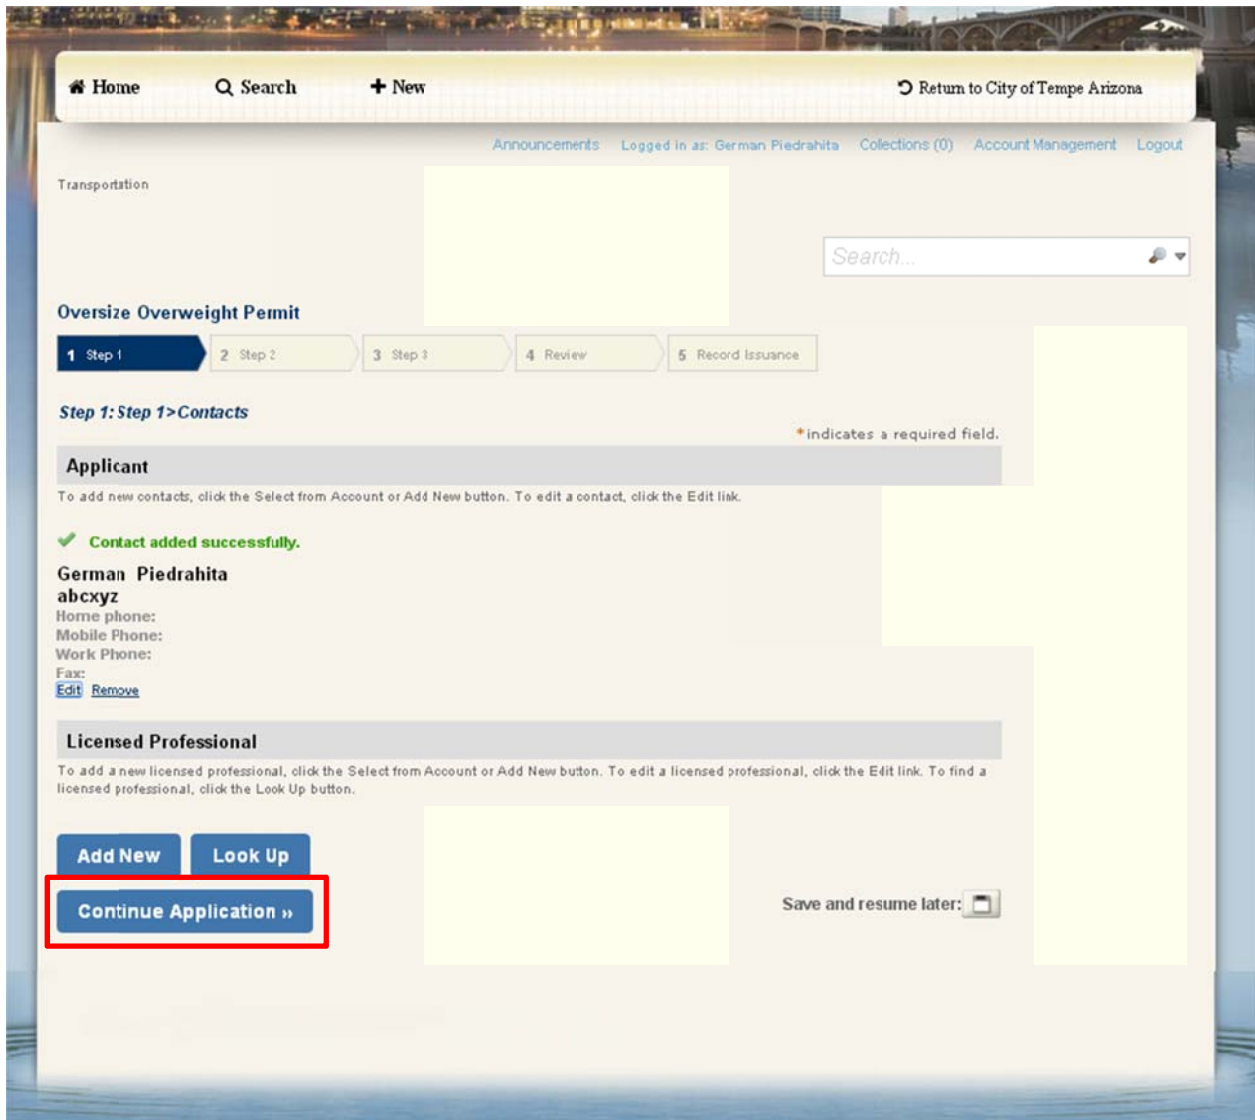 Home Search New Return to City of Tempe Arizona
Announcements Logged in as: German Piedrahita Collections (0) Account Management Logout
Transportation
Search...
Oversize Overweight Permit
1 Step 1 2 Step 2 3 Step 3 4 Review 5 Record Issuance
Step 1: Step 1>Contacts
*indicates a required field.
Applicant
To add new contacts, click the Select from Account or Add New button. To edit a contact, click the Edit link.
Contact added successfully.
German Piedrahita
abcxyz
Home phone:
Mobile Phone:
Work Phone:
Fax:
Edit Remove
Licensed Professional
To add a new licensed professional, click the Select from Account or Add New button. To edit a licensed professional, click the Edit link. To find a
licensed professional, click the Look Up button.
Add New Look Up
Continue Application »
Save and resume later: